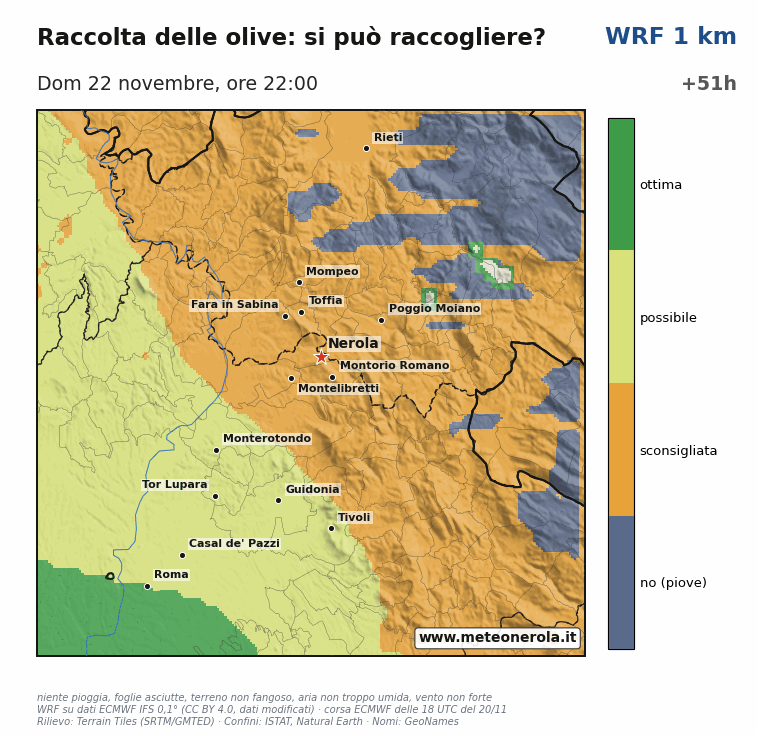 Raccolta delle olive: si può raccogliere?
WRF 1 km
Dom 22 novembre, ore 22:00
+51h
Rieti
Mompeo
Toffia
Fara in Sabina
Poggio Moiano
Nerola
Montorio Romano
Montelibretti
Monterotondo
Tor Lupara
Guidonia
Tivoli
Casal de' Pazzi
Roma
www.meteonerola.it
ottima
possibile
sconsigliata
no (piove)
niente pioggia, foglie asciutte, terreno non fangoso, aria non troppo umida, vento non forte
WRF su dati ECMWF IFS 0,1° (CC BY 4.0, dati modificati) · corsa ECMWF delle 18 UTC del 20/11
Rilievo: Terrain Tiles (SRTM/GMTED) · Confini: ISTAT, Natural Earth · Nomi: GeoNames